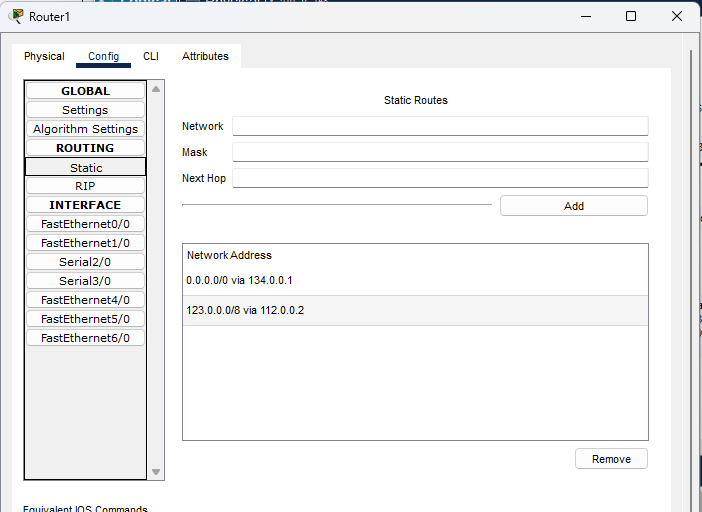 Router1
Physical
Config
CLI
Attributes
GLOBAL
Settings
Algorithm Settings
ROUTING
Static
RIP
INTERFACE
FastEthernet0/0
FastEthernet1/0
Serial2/0
Serial3/0
FastEthernet4/0
FastEthernet5/0
FastEthernet6/0
Static Routes
Network
Mask
Next Hop
Add
Network Address
0.0.0.0/0 via 134.0.0.1
123.0.0.0/8 via 112.0.0.2
Remove
Equivalent IOS Commands